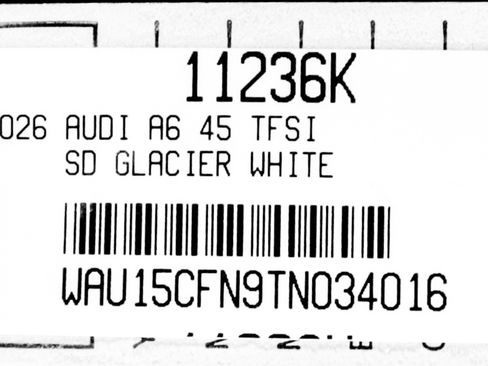 11236K
026 AUDI A6 45 TFSI
SD GLACIER WHITE
WAU15CFN9TN034016